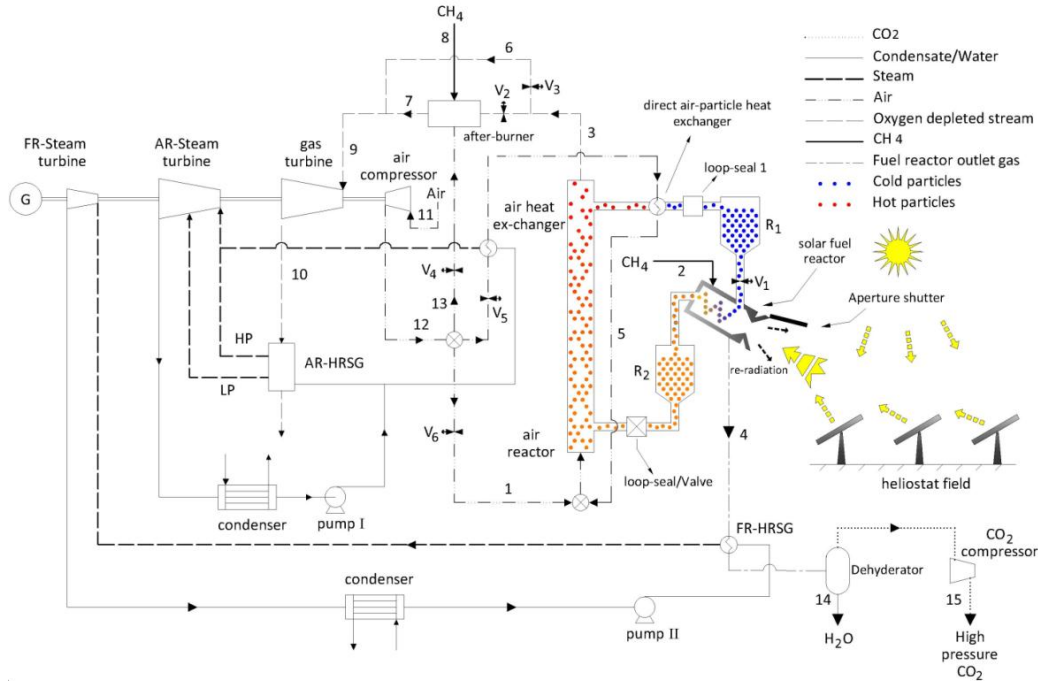 CH4
8
6
V3
V2
7
after-burner
3
9
FR-Steam
turbine
AR-Steam
turbine
gas
turbine
air
compressor
Air
11
G
direct air-particle heat
exchanger
loop-seal 1
CO2
Condensate/Water
Steam
Air
Oxygen depleted stream
CH 4
Fuel reactor outlet gas
Cold particles
Hot particles
air heat
ex-changer
R1
solar fuel
reactor
CH4
2
V1
Aperture shutter
10
V4
13
V5
12
5
HP
LP
AR-HRSG
R2
re-radiation
V6
air
reactor
4
1
loop-seal/Valve
heliostat field
condenser
pump I
FR-HRSG
condenser
pump II
Dehyderator
CO2
compressor
14
15
H2O
High
pressure
CO2